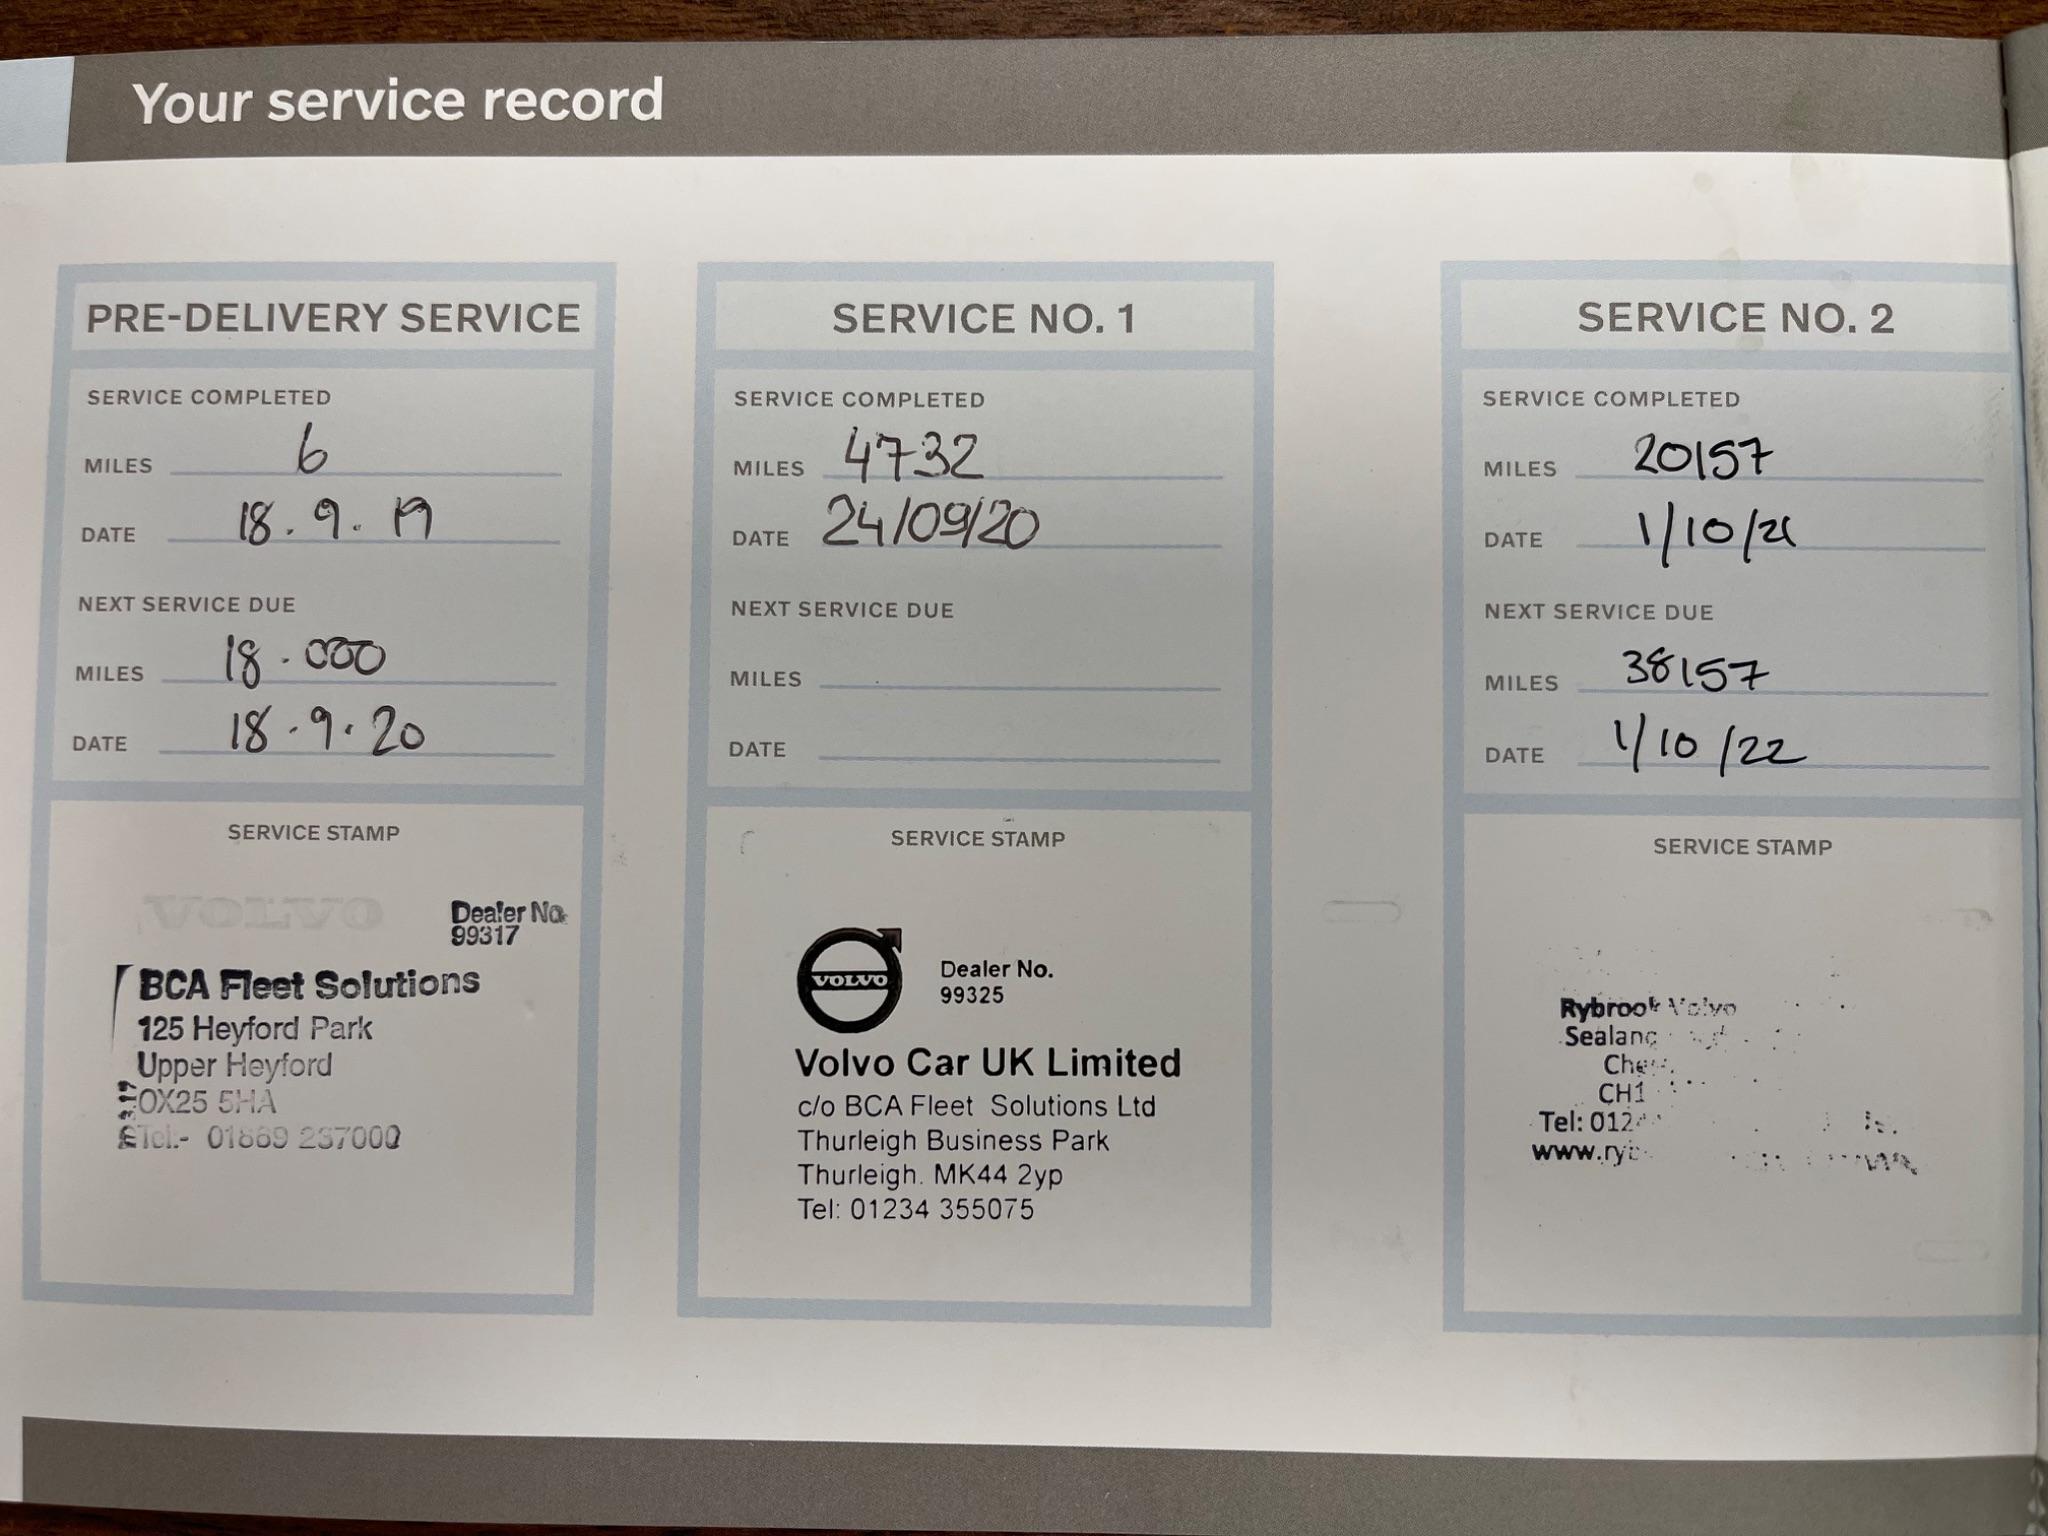 Your service record
PRE-DELIVERY SERVICE
SERVICE COMPLETED
MILES 6
DATE 18.9.19
NEXT SERVICE DUE
MILES 18.000
DATE 18.9.20
SERVICE STAMP
VOLVO
Dealer No.
99317
BCA Fleet Solutions
125 Heyford Park
Upper Heyford
OX25 5HA
Tel:- 01869 237000
SERVICE NO. 1
SERVICE COMPLETED
MILES 4732
DATE 24/09/20
NEXT SERVICE DUE
MILES
DATE
SERVICE STAMP
VOLVO
Dealer No.
99325
Volvo Car UK Limited
c/o BCA Fleet Solutions Ltd
Thurleigh Business Park
Thurleigh. MK44 2yp
Tel: 01234 355075
SERVICE NO. 2
SERVICE COMPLETED
MILES 20157
DATE 1/10/21
NEXT SERVICE DUE
MILES 38157
DATE 1/10/22
SERVICE STAMP
Rybrook Volvo
CH1
Tel: